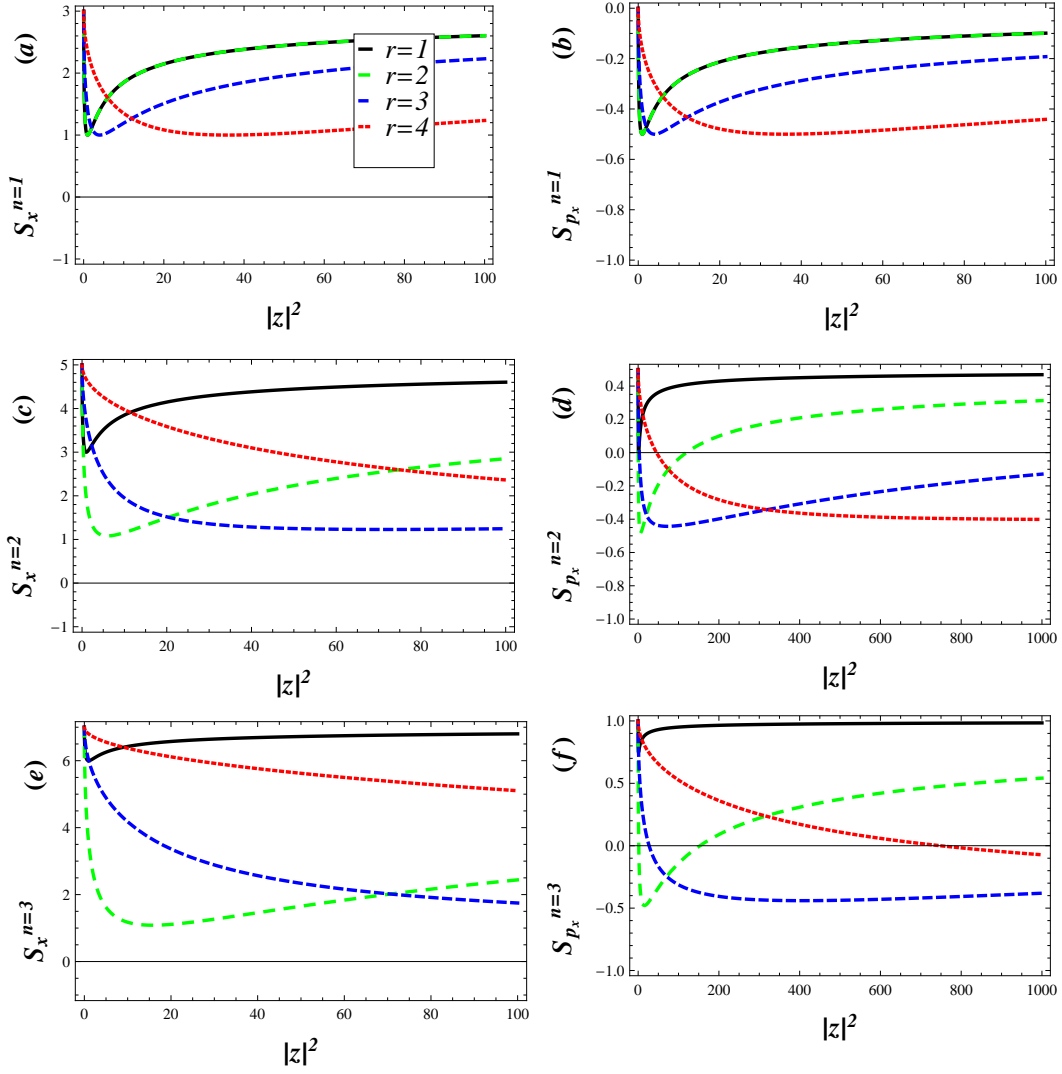 (a)
S_x^{n=1}
3
2
1
0
−1
r=1
r=2
r=3
r=4
0 20 40 60 80 100
|z|^2
(b)
S_{p_x}^{n=1}
0.0
−0.2
−0.4
−0.6
−0.8
−1.0
0 20 40 60 80 100
|z|^2
(c)
S_x^{n=2}
5
4
3
2
1
0
−1
0 20 40 60 80 100
|z|^2
(d)
S_{p_x}^{n=2}
0.4
0.2
0.0
−0.2
−0.4
−0.6
−0.8
−1.0
0 200 400 600 800 1000
|z|^2
(e)
S_x^{n=3}
6
4
2
0
0 20 40 60 80 100
|z|^2
(f)
S_{p_x}^{n=3}
1.0
0.5
0.0
−0.5
−1.0
0 200 400 600 800 1000
|z|^2